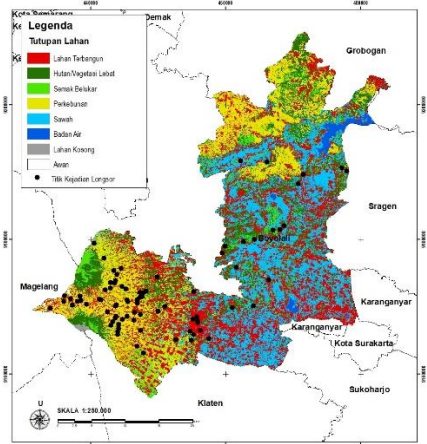 Kota Semarang
Demak
Legenda
Tutupan Lahan
Lahan Terbangun
Hutan/Vegetasi Lebat
Semak Belukar
Perkebunan
Sawah
Badan Air
Lahan Kosong
Awan
Titik Kejadian Longsor
Grobogan
Sragen
Boyolali
Magelang
Karanganyar
Karanganyar
Kota Surakarta
Sukoharjo
Klaten
U
SKALA 1:250.000